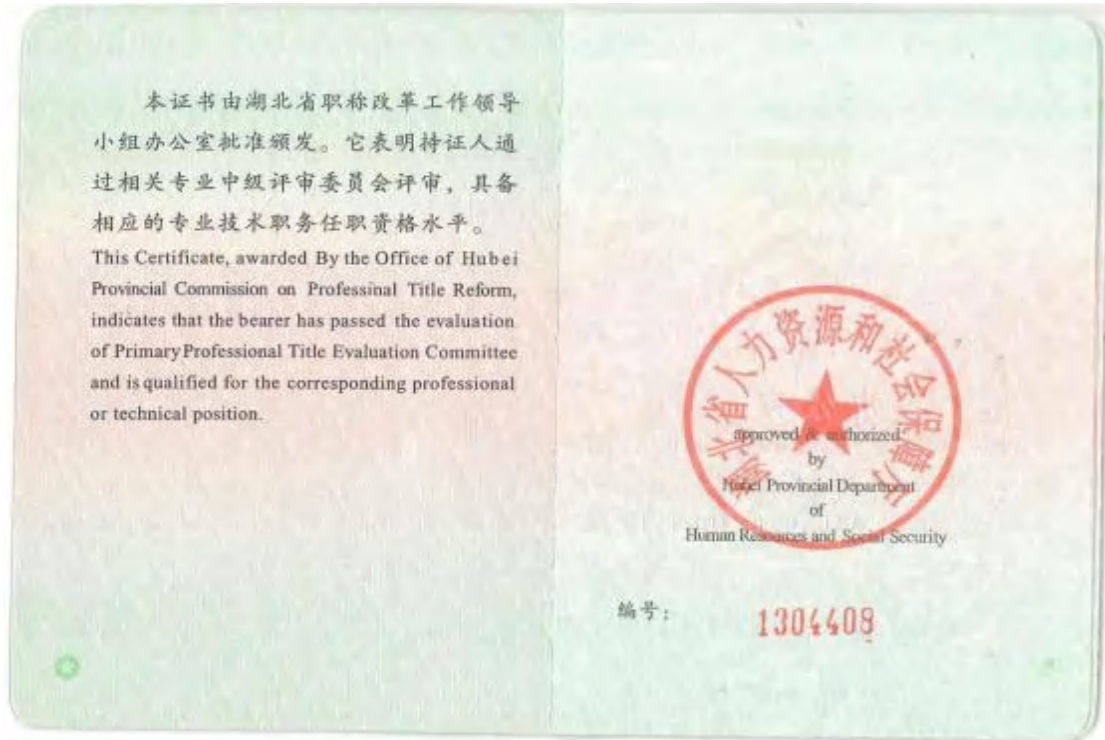 本证书由湖北省职称改革工作领导
小组办公室批准颁发。它表明持证人通
过相关专业中级评审委员会评审，具备
相应的专业技术职务任职资格水平。
This Certificate, awarded By the Office of Hubei
Provincial Commission on Professinal Title Reform,
indicates that the bearer has passed the evaluation
of Primary Professional Title Evaluation Committee
and is qualified for the corresponding professional
or technical position.
湖北省人力资源和社会保障厅
approved & authorized
by
Hubei Provincial Department
of
Human Resources and Social Security
编号：
1304408